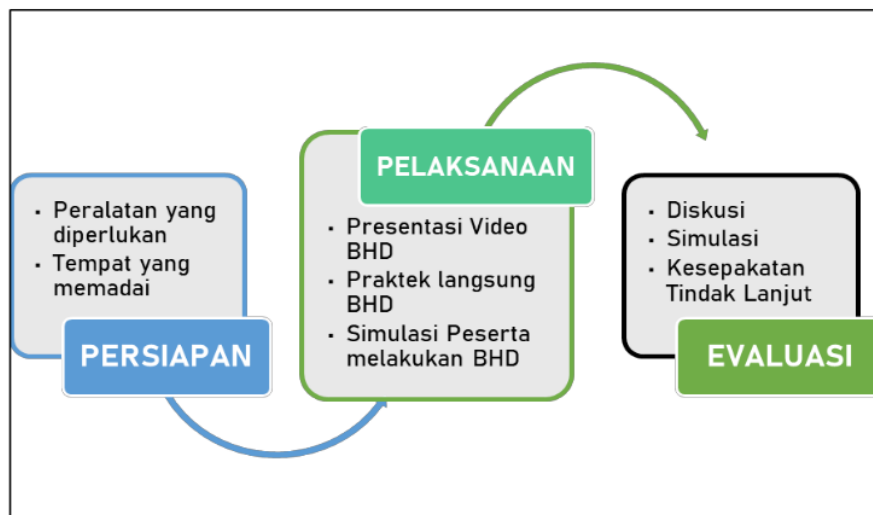 ▪ Peralatan yang
diperlukan
▪ Tempat yang
memadai
PERSIAPAN
PELAKSANAAN
▪ Presentasi Video
BHD
▪ Praktek langsung
BHD
▪ Simulasi Peserta
melakukan BHD
▪ Diskusi
▪ Simulasi
▪ Kesepakatan
Tindak Lanjut
EVALUASI